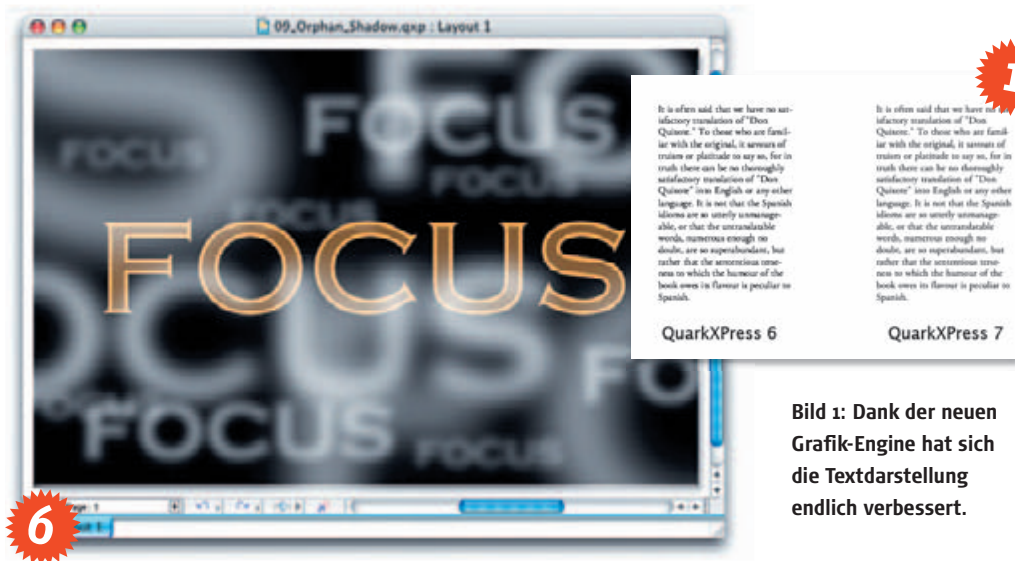 09_Orphan_Shadow.qxp : Layout 1
FOCUS
FOCUS
FOCUS
FOCUS
FOCUS
OCUS
FO
FOCUS
FOCUS
6
1
It is often said that we have no sat-
isfactory translation of "Don
Quixote." To those who are famil-
iar with the original, it savours of
truism or platitude to say so, for in
truth there can be no thoroughly
satisfactory translation of "Don
Quixote" into English or any other
language. It is not that the Spanish
idioms are so utterly unmanage-
able, or that the untranslatable
words, numerous enough no
doubt, are so superabundant, but
rather that the sententious terse-
ness to which the humour of the
book owes its flavour is peculiar to
Spanish.
QuarkXPress 6
It is often said that we have
isfactory translation of "Don
Quixote." To those who are famil-
iar with the original, it savours of
truism or platitude to say so, for in
truth there can be no thoroughly
satisfactory translation of "Don
Quixote" into English or any other
language. It is not that the Spanish
idioms are so utterly unmanage-
able, or that the untranslatable
words, numerous enough no
doubt, are so superabundant, but
rather that the sententious terse-
ness to which the humour of the
book owes its flavour is peculiar to
Spanish.
QuarkXPress 7
Bild 1: Dank der neuen
Grafik-Engine hat sich
die Textdarstellung
endlich verbessert.